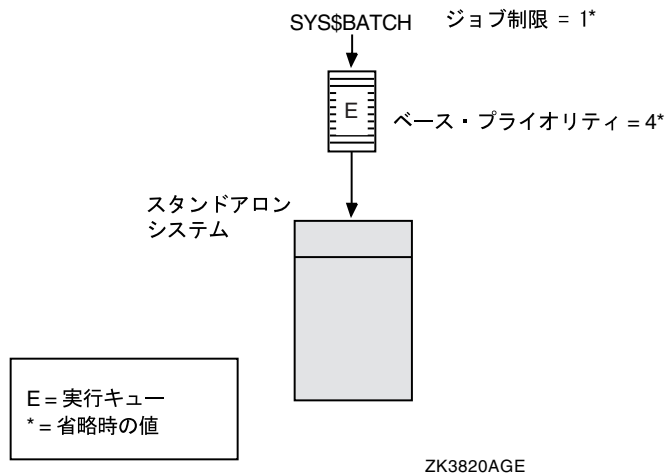 SYS$BATCH ジョブ制限 = 1*
E
ベース・プライオリティ = 4*
スタンドアロン
システム
E = 実行キュー
* = 省略時の値
ZK3820AGE